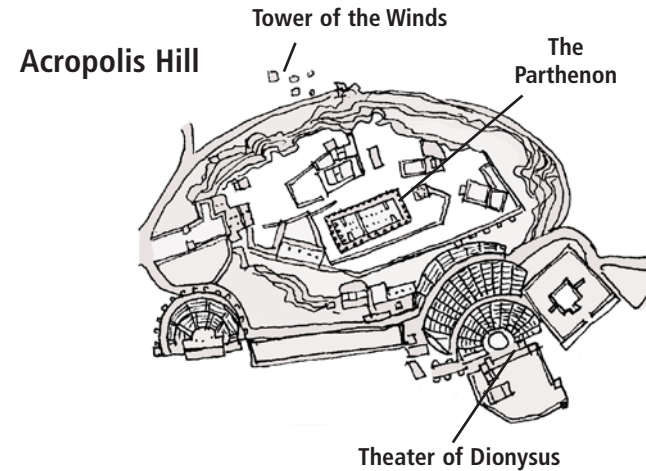 Tower of the Winds
Acropolis Hill
The
Parthenon
Theater of Dionysus